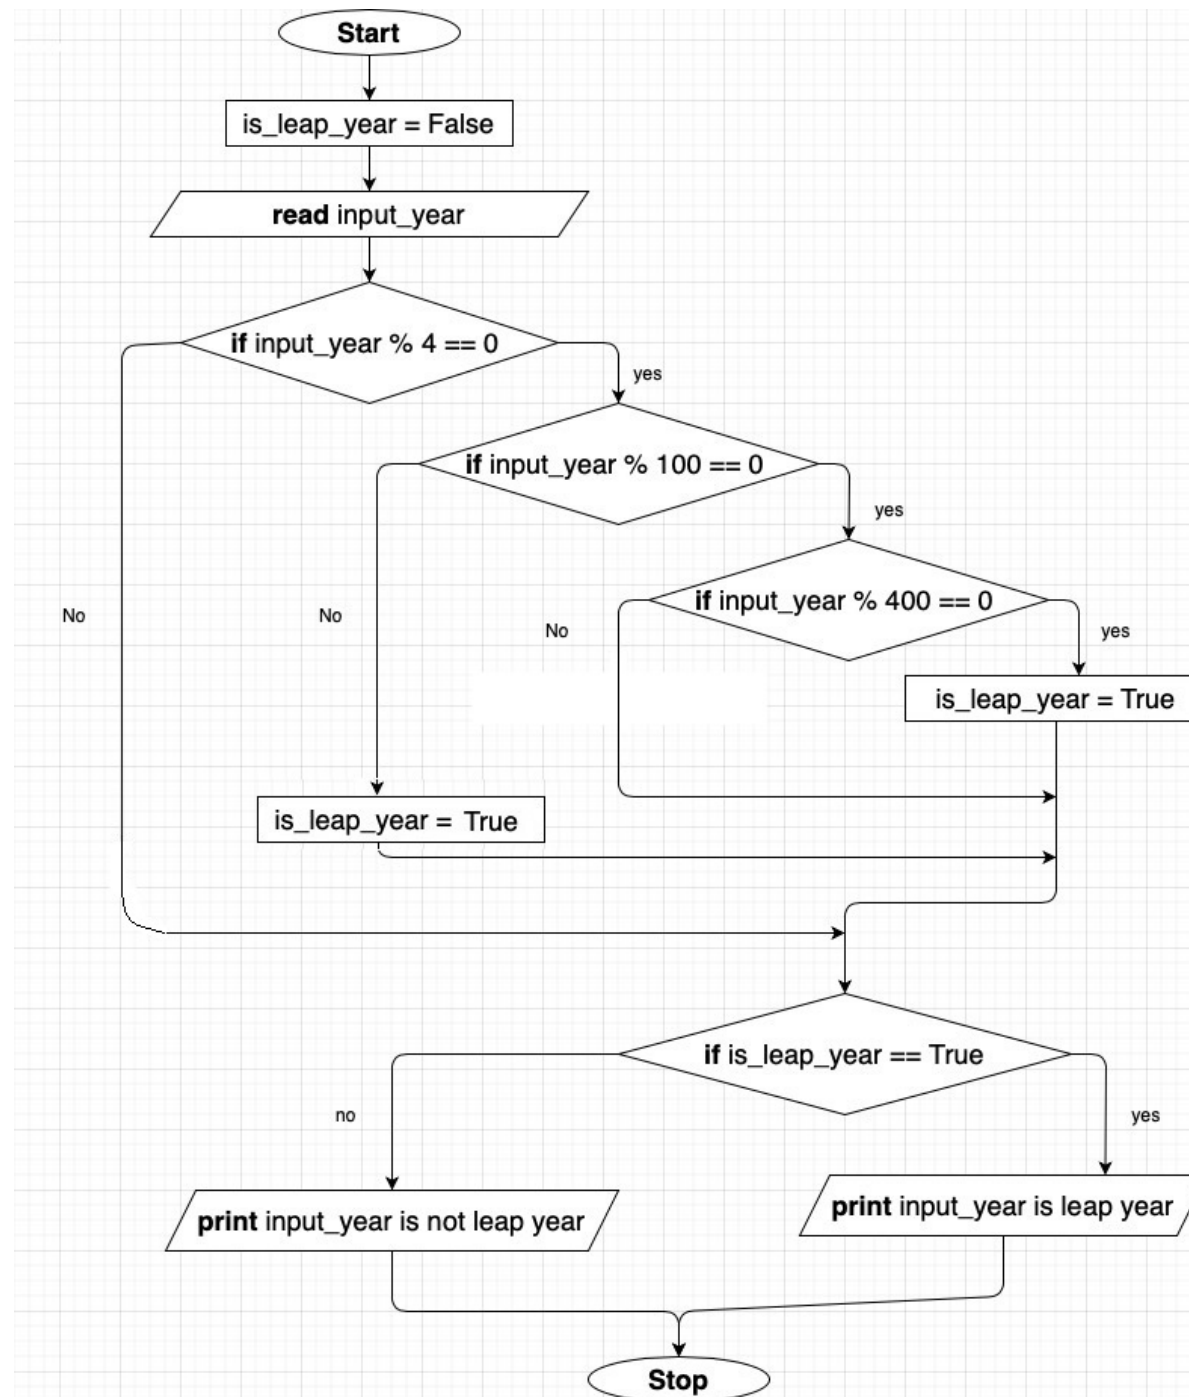 Start
is_leap_year = False
read input_year
if input_year % 4 == 0
yes
if input_year % 100 == 0
yes
if input_year % 400 == 0
No
No
No
yes
is_leap_year = True
is_leap_year = True
if is_leap_year == True
no
yes
print input_year is not leap year
print input_year is leap year
Stop